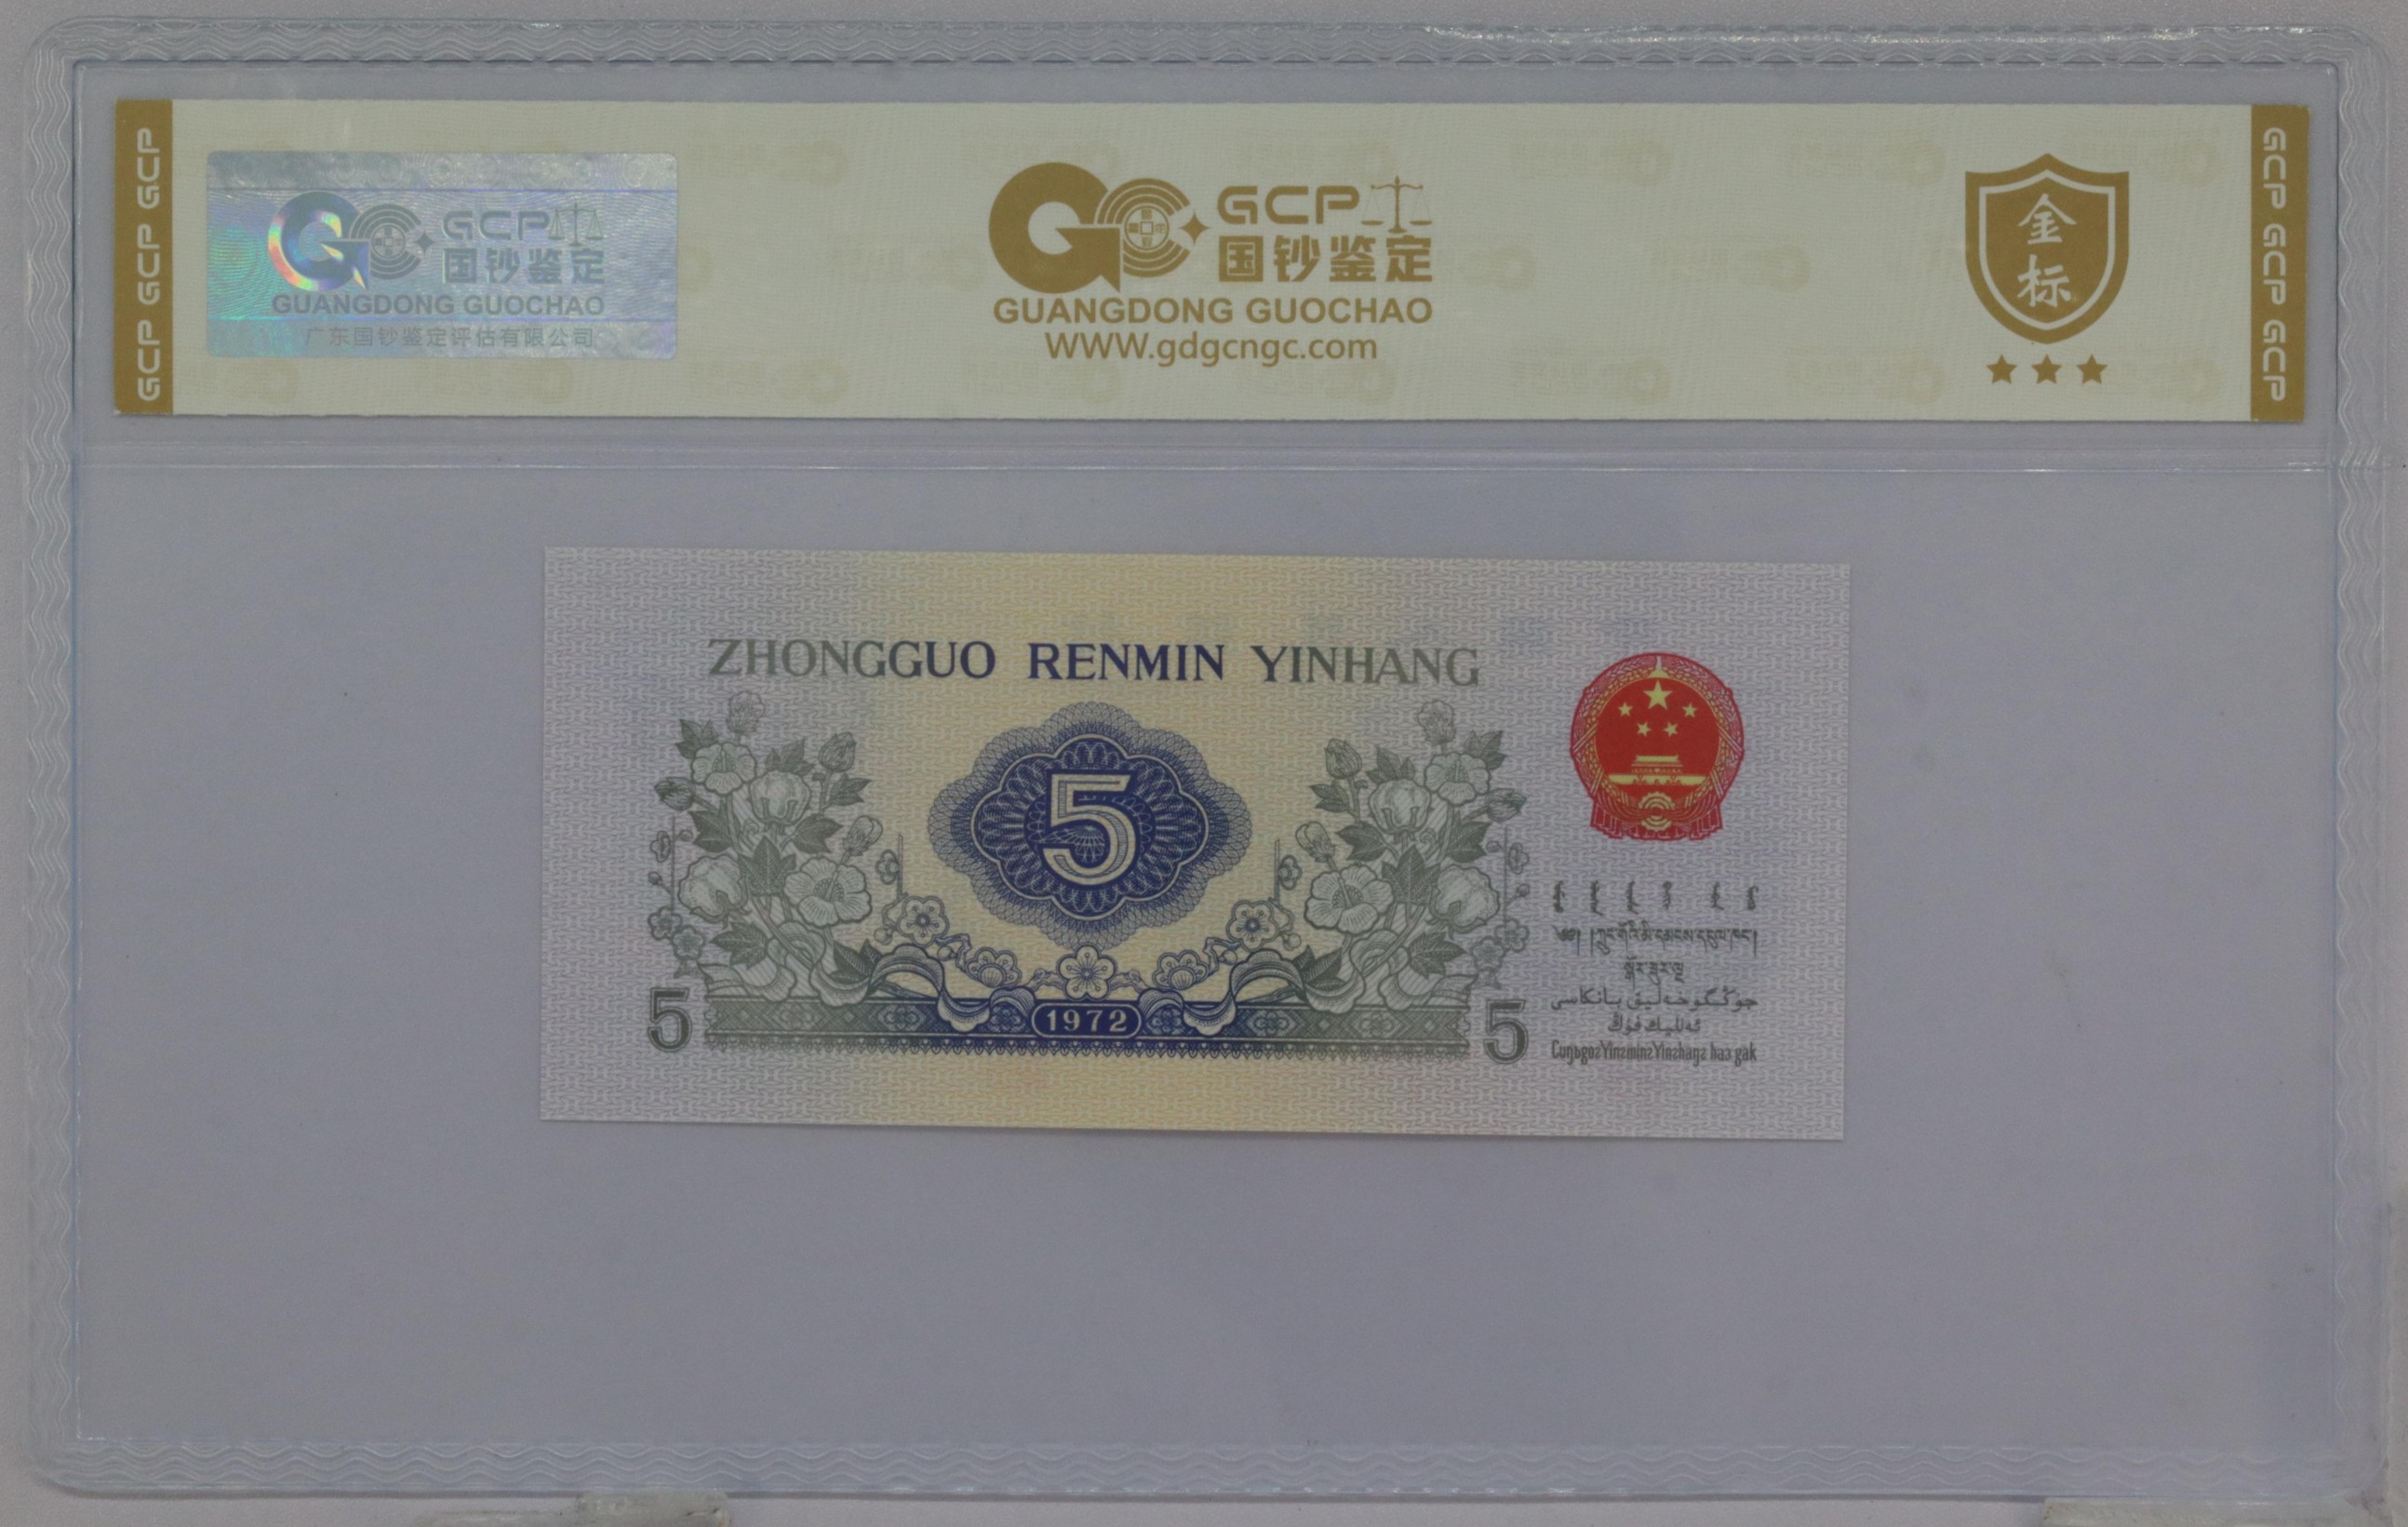 GCP GCP GCP
GCP
国钞鉴定
GUANGDONG GUOCHAO
广东国钞鉴定评估有限公司
GCP
国钞鉴定
GUANGDONG GUOCHAO
WWW.gdgcngc.com
金
标
GCP GCP GCP
ZHONGGUO RENMIN YINHANG
5
1972
5
5